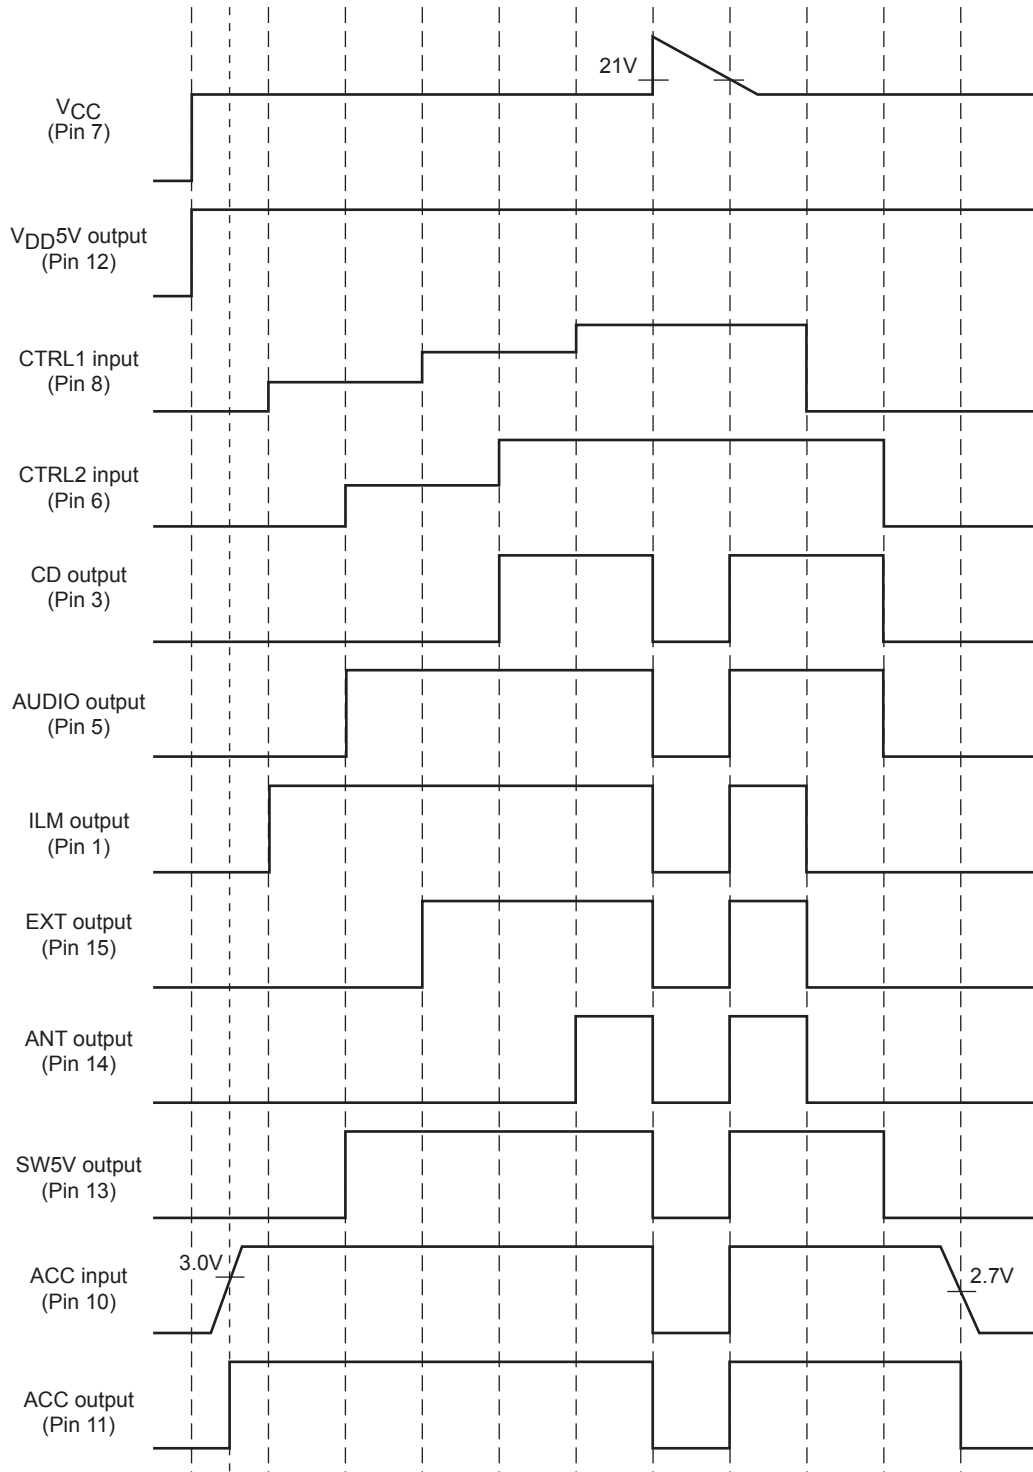 21V
VCC
(Pin 7)
VDD5V output
(Pin 12)
CTRL1 input
(Pin 8)
CTRL2 input
(Pin 6)
CD output
(Pin 3)
AUDIO output
(Pin 5)
ILM output
(Pin 1)
EXT output
(Pin 15)
ANT output
(Pin 14)
SW5V output
(Pin 13)
3.0V
ACC input
(Pin 10)
2.7V
ACC output
(Pin 11)